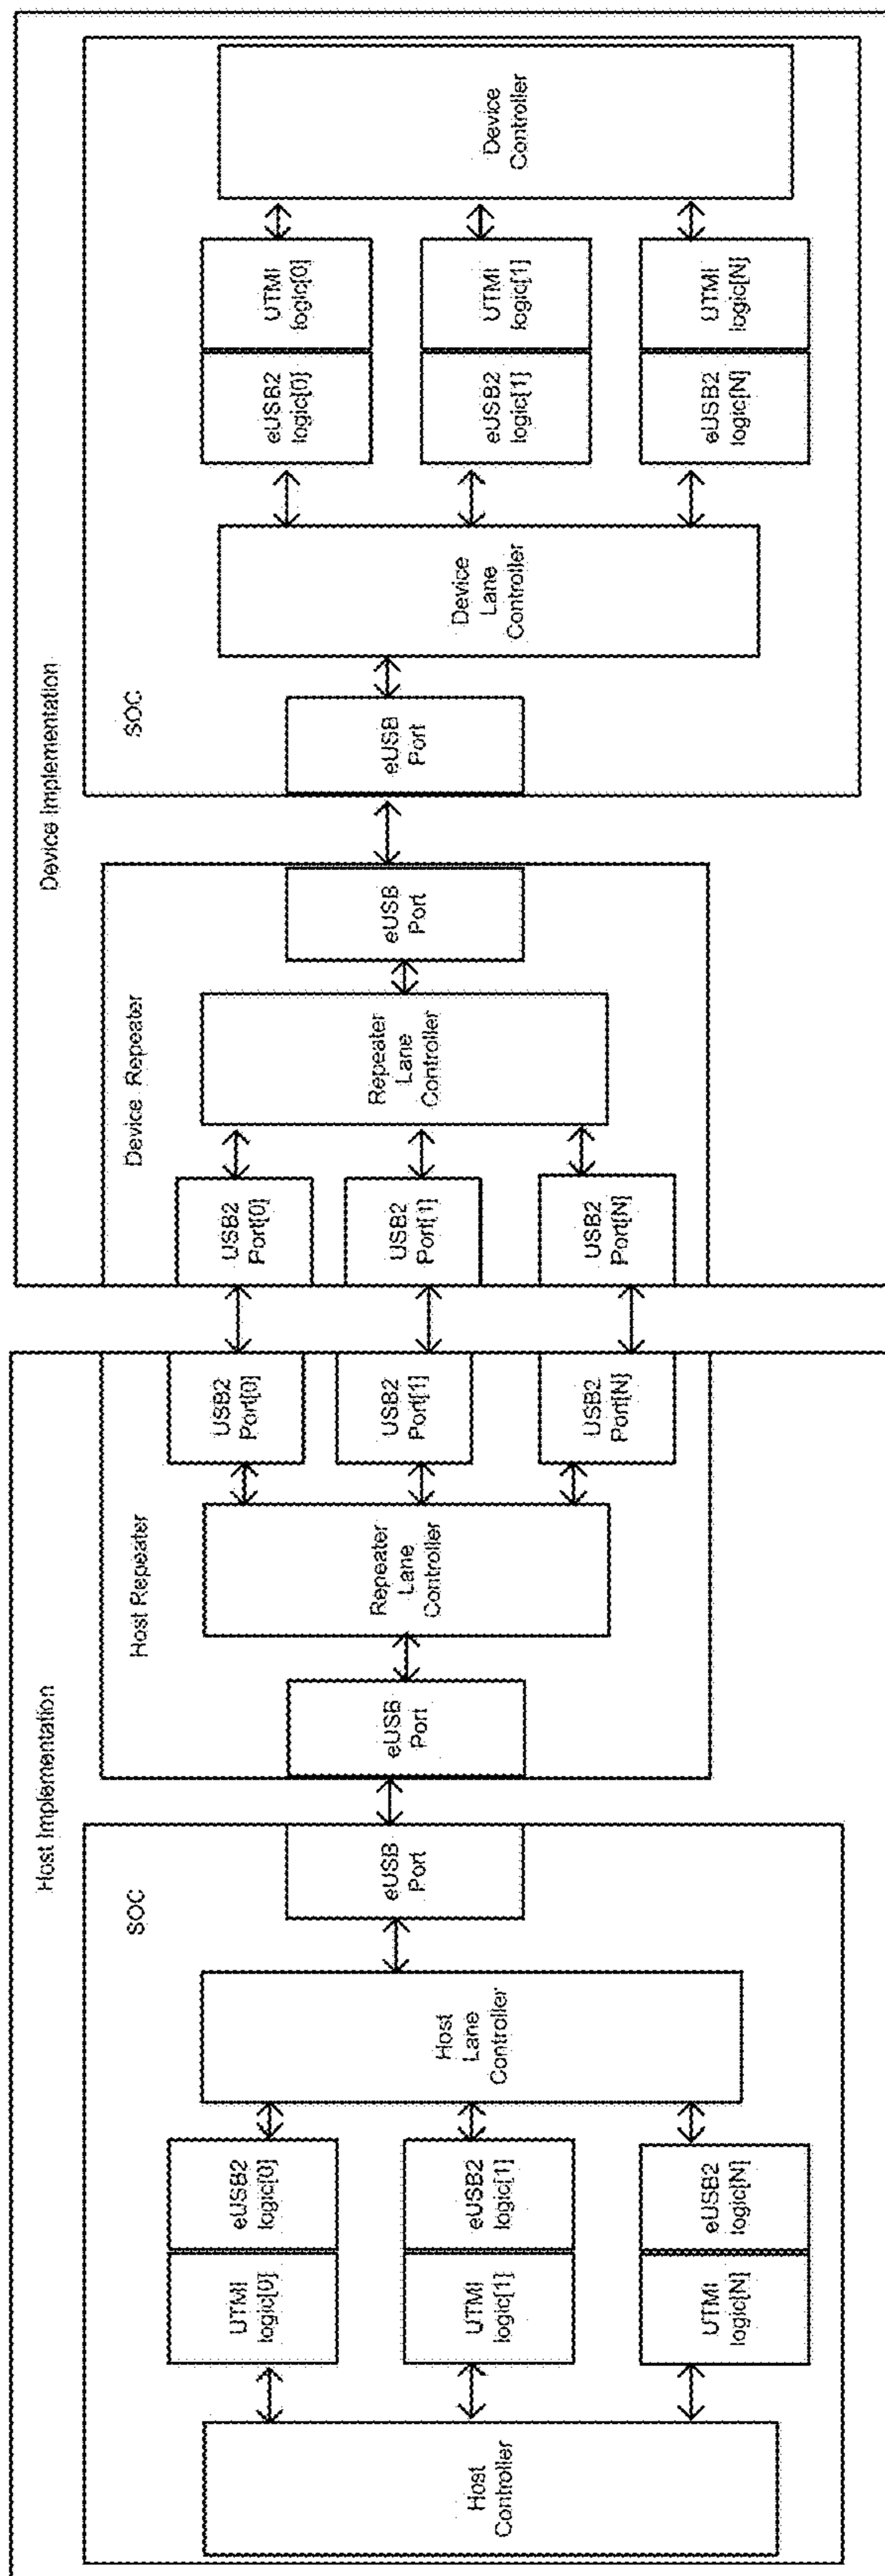 Host Implementation
SOC
Host
Controller
UTMI
logic[0]
eUSB2
logic[0]
UTMI
logic[1]
eUSB2
logic[1]
UTMI
logic[N]
eUSB2
logic[N]
Host
Lane
Controller
eUSB
Port
Host Repeater
eUSB
Port
Repeater
Lane
Controller
USB2
Port[0]
USB2
Port[1]
USB2
Port[N]
Device Implementation
Device Repeater
USB2
Port[0]
USB2
Port[1]
USB2
Port[N]
Repeater
Lane
Controller
eUSB
Port
SOC
eUSB
Port
Device
Lane
Controller
eUSB2
logic[0]
UTMI
logic[0]
eUSB2
logic[1]
UTMI
logic[1]
eUSB2
logic[N]
UTMI
logic[N]
Device
Controller